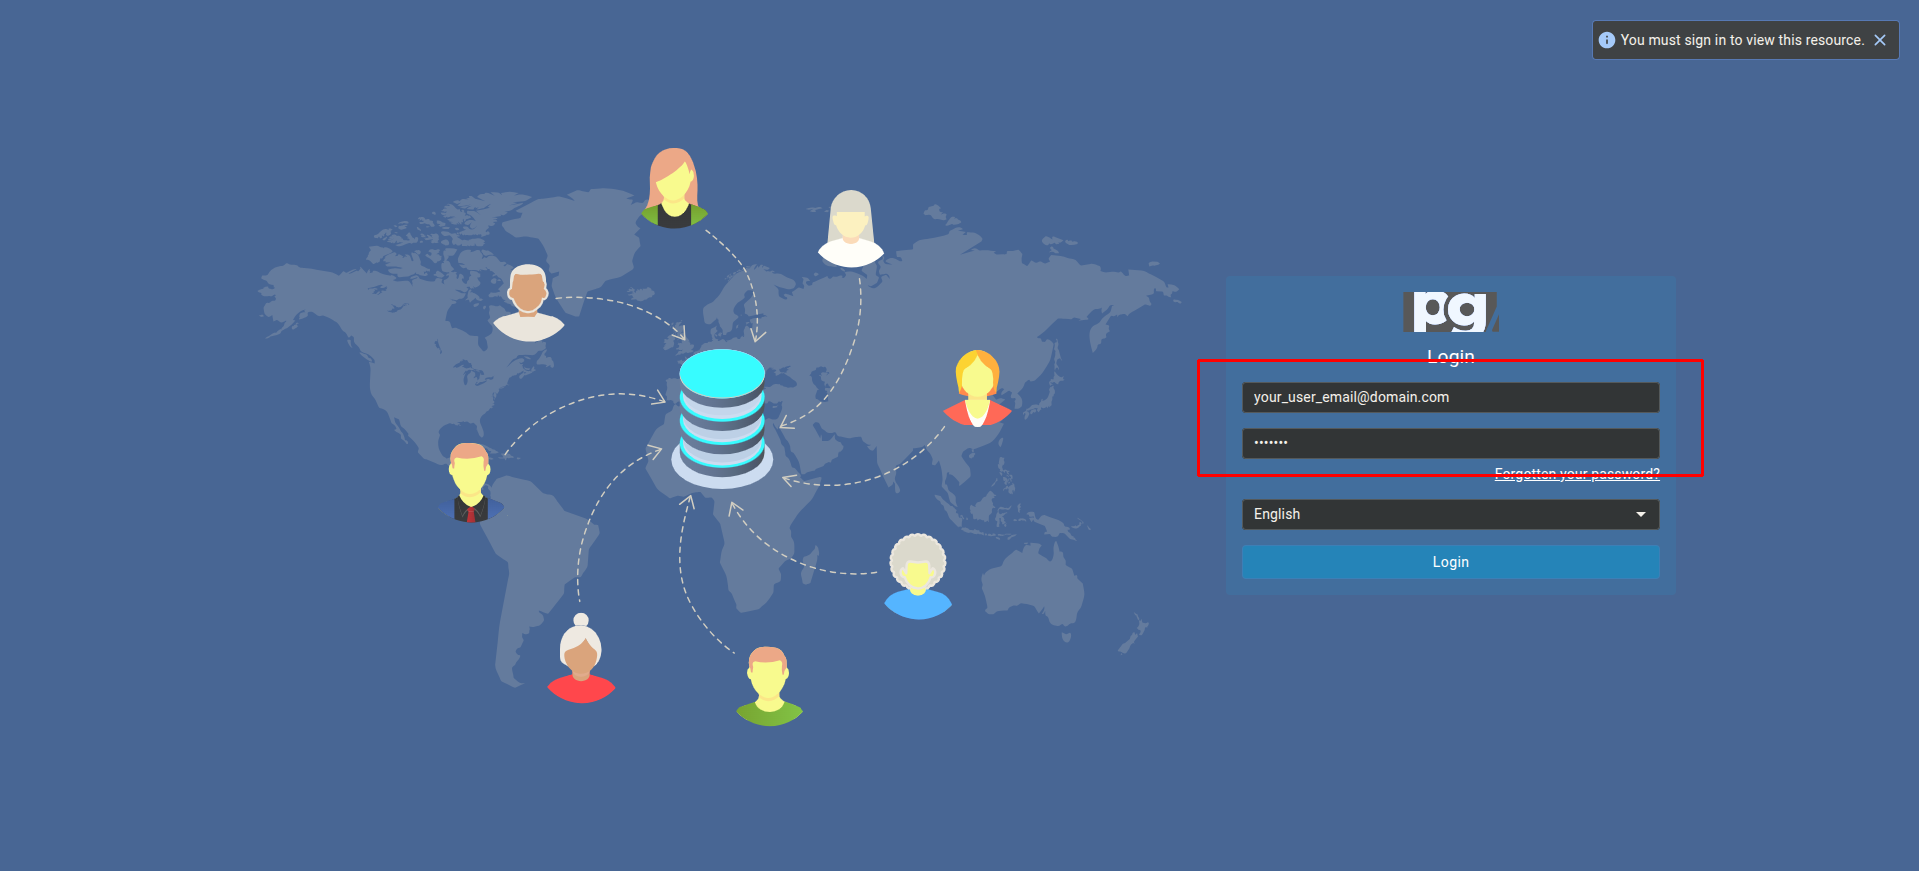 You must sign in to view this resource.
pg
Login
your_user_email@domain.com
•••••••
Forgotten your password?
English
Login